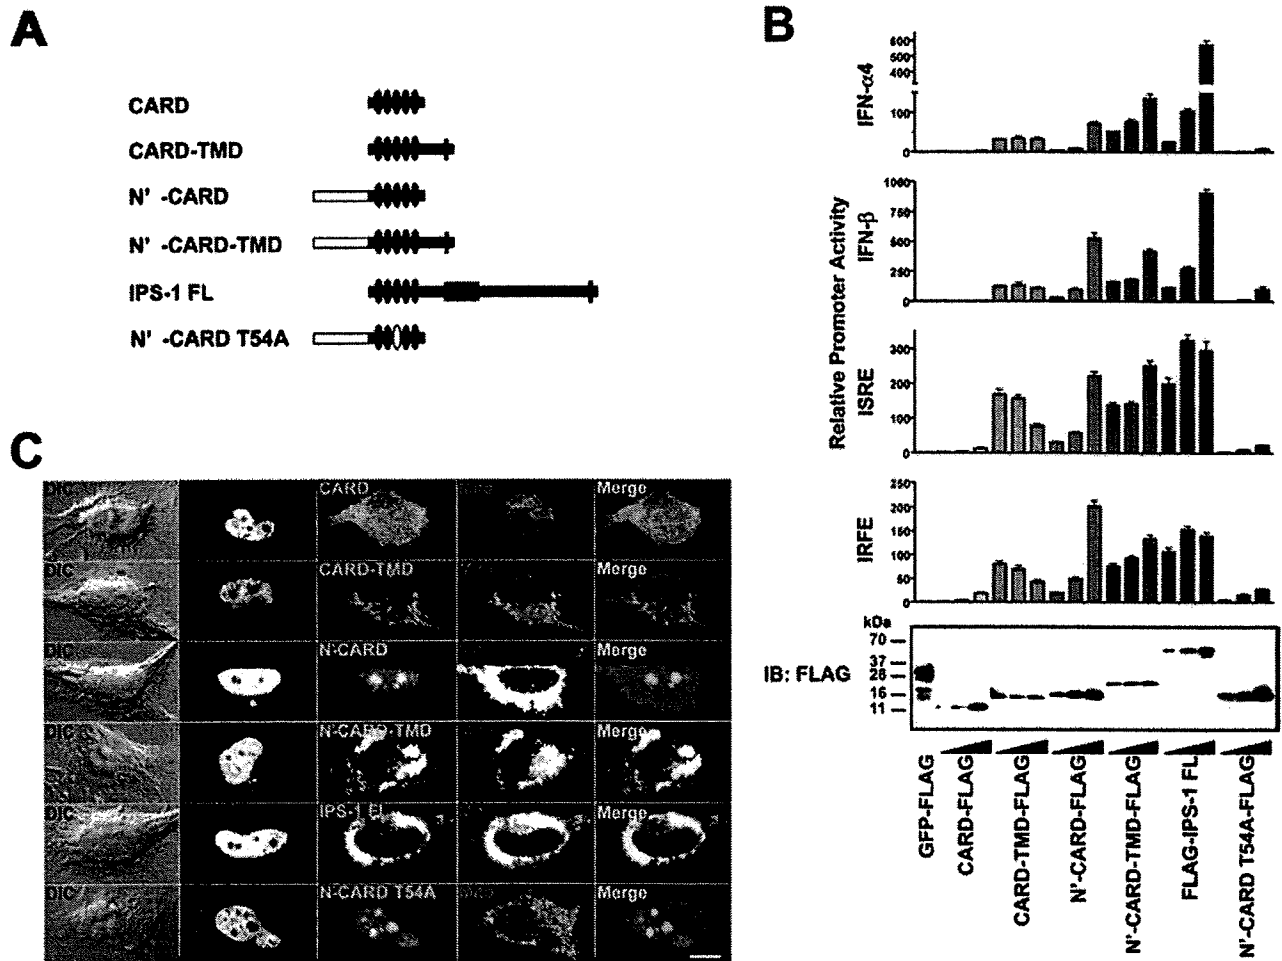 A
CARD
CARD-TMD
N' -CARD
N' -CARD-TMD
IPS-1 FL
N' -CARD T54A
B
Relative Promoter Activity
IFN-α4
600
500
400
100
0
IFN-β
1000
750
500
250
0
ISRE
300
200
100
0
IRFE
250
200
150
100
50
0
kDa
70
37
26
16
11
IB: FLAG
GFP-FLAG
CARD-FLAG
CARD-TMD-FLAG
N'-CARD-FLAG
N'-CARD-TMD-FLAG
FLAG-IPS-1 FL
N'-CARD T54A-FLAG
C
DIC
CARD
Merge
DIC
CARD-TMD
Merge
DIC
N-CARD
Merge
DIC
N-CARD-TMD
Merge
DIC
IPS-1 FL
Merge
DIC
N-CARD T54A
Merge